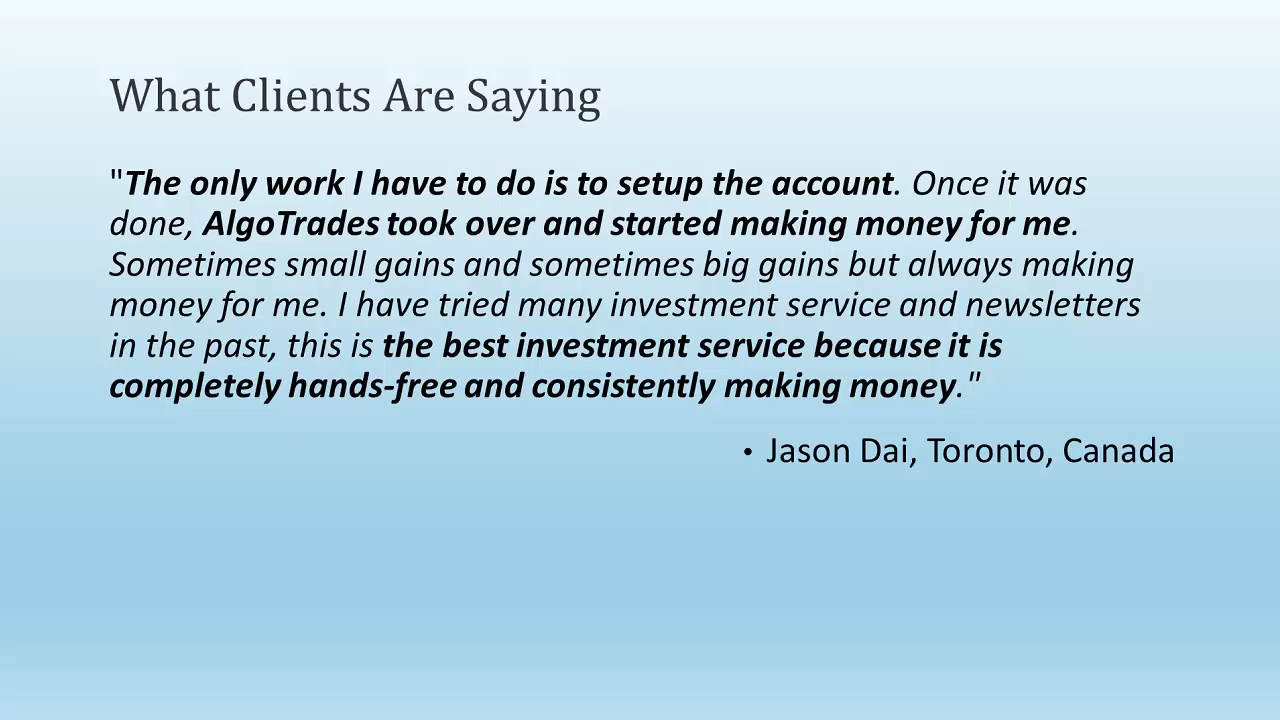 What Clients Are Saying
"The only work I have to do is to setup the account. Once it was
done, AlgoTrades took over and started making money for me.
Sometimes small gains and sometimes big gains but always making
money for me. I have tried many investment service and newsletters
in the past, this is the best investment service because it is
completely hands-free and consistently making money."
• Jason Dai, Toronto, Canada